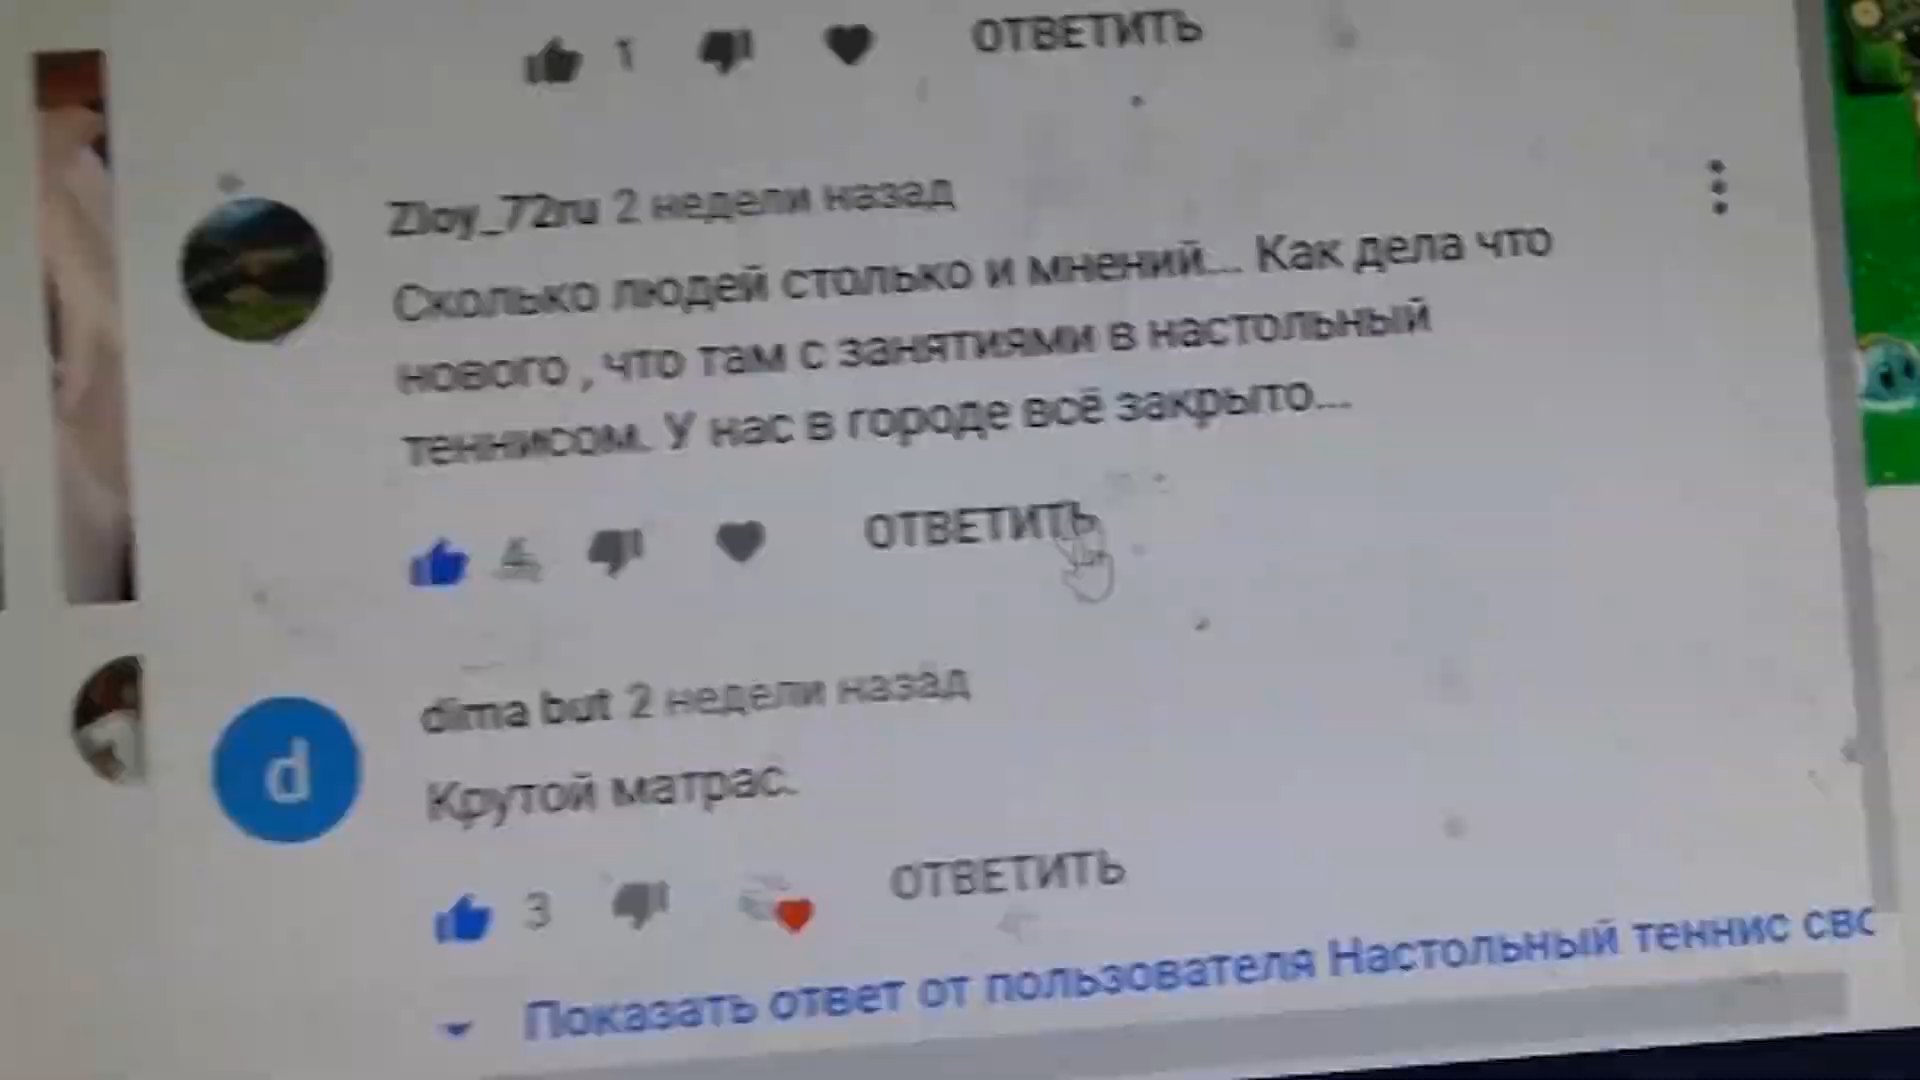 1 ОТВЕТИТЬ
Zloy_72ru 2 недели назад
Сколько людей столько и мнений... Как дела что
нового , что там с занятиями в настольный
теннисом. У нас в городе всё закрыто....
4 ОТВЕТИТЬ
dima but 2 недели назад
d
Крутой матрас.
3 ОТВЕТИТЬ
Показать ответ от пользователя Настольный теннис сво